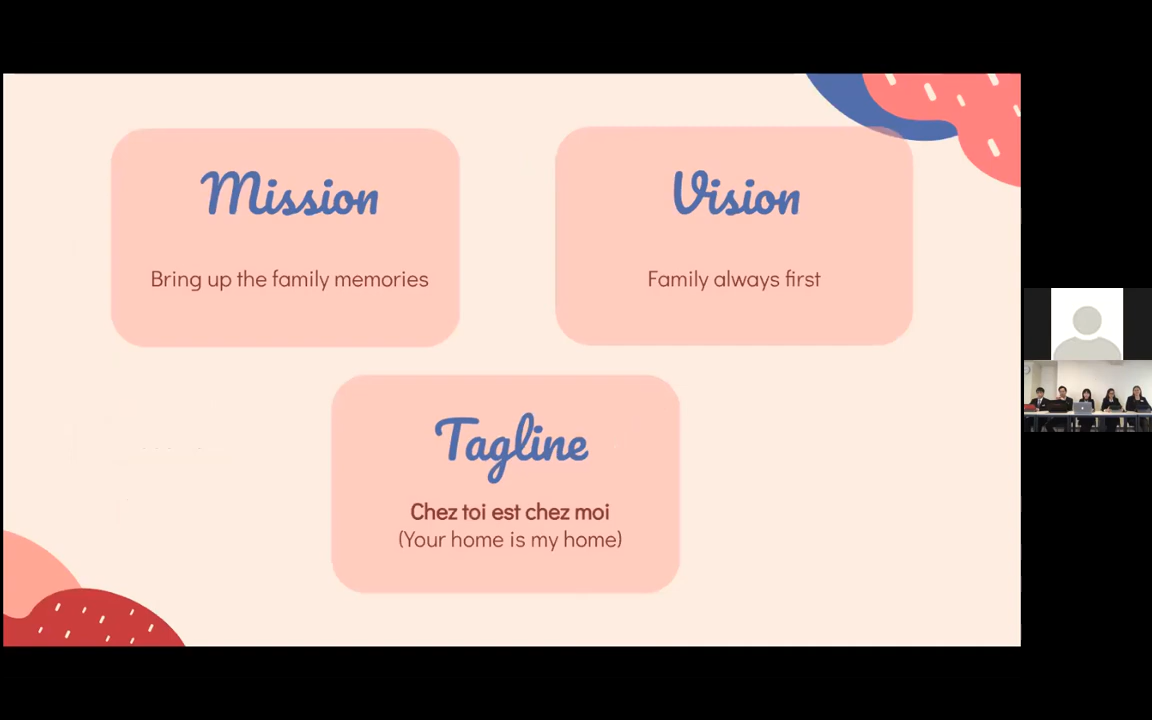 Mission
Bring up the family memories
Vision
Family always first
Tagline
Chez toi est chez moi
(Your home is my home)